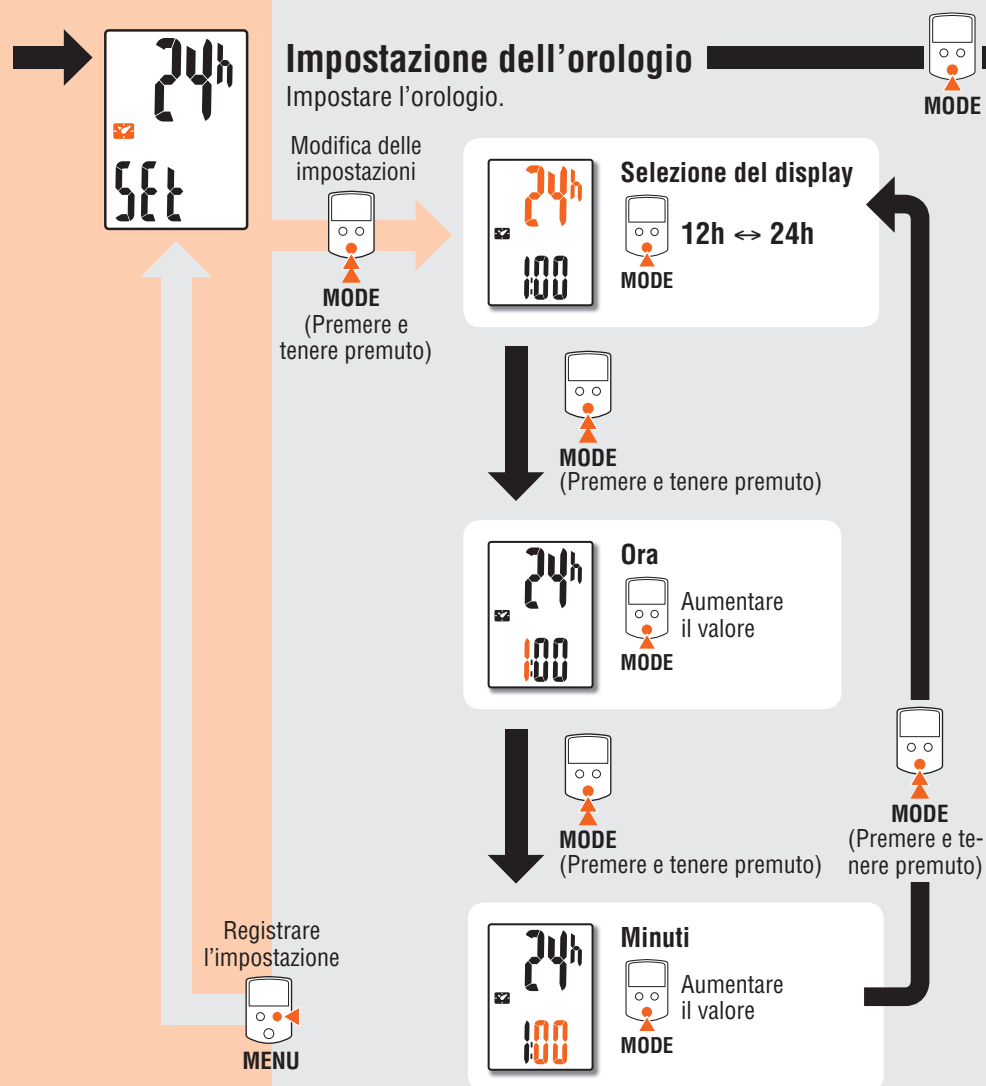 24h
SEt
Impostazione dell’orologio
Impostare l’orologio.
MODE
Modifica delle
impostazioni
MODE
(Premere e
tenere premuto)
24h
1:00
Selezione del display
12h ↔ 24h
MODE
MODE
(Premere e tenere premuto)
24h
1:00
Ora
Aumentare
il valore
MODE
MODE
(Premere e tenere premuto)
MODE
(Premere e te-
nere premuto)
24h
1:00
Minuti
Aumentare
il valore
MODE
Registrare
l’impostazione
MENU